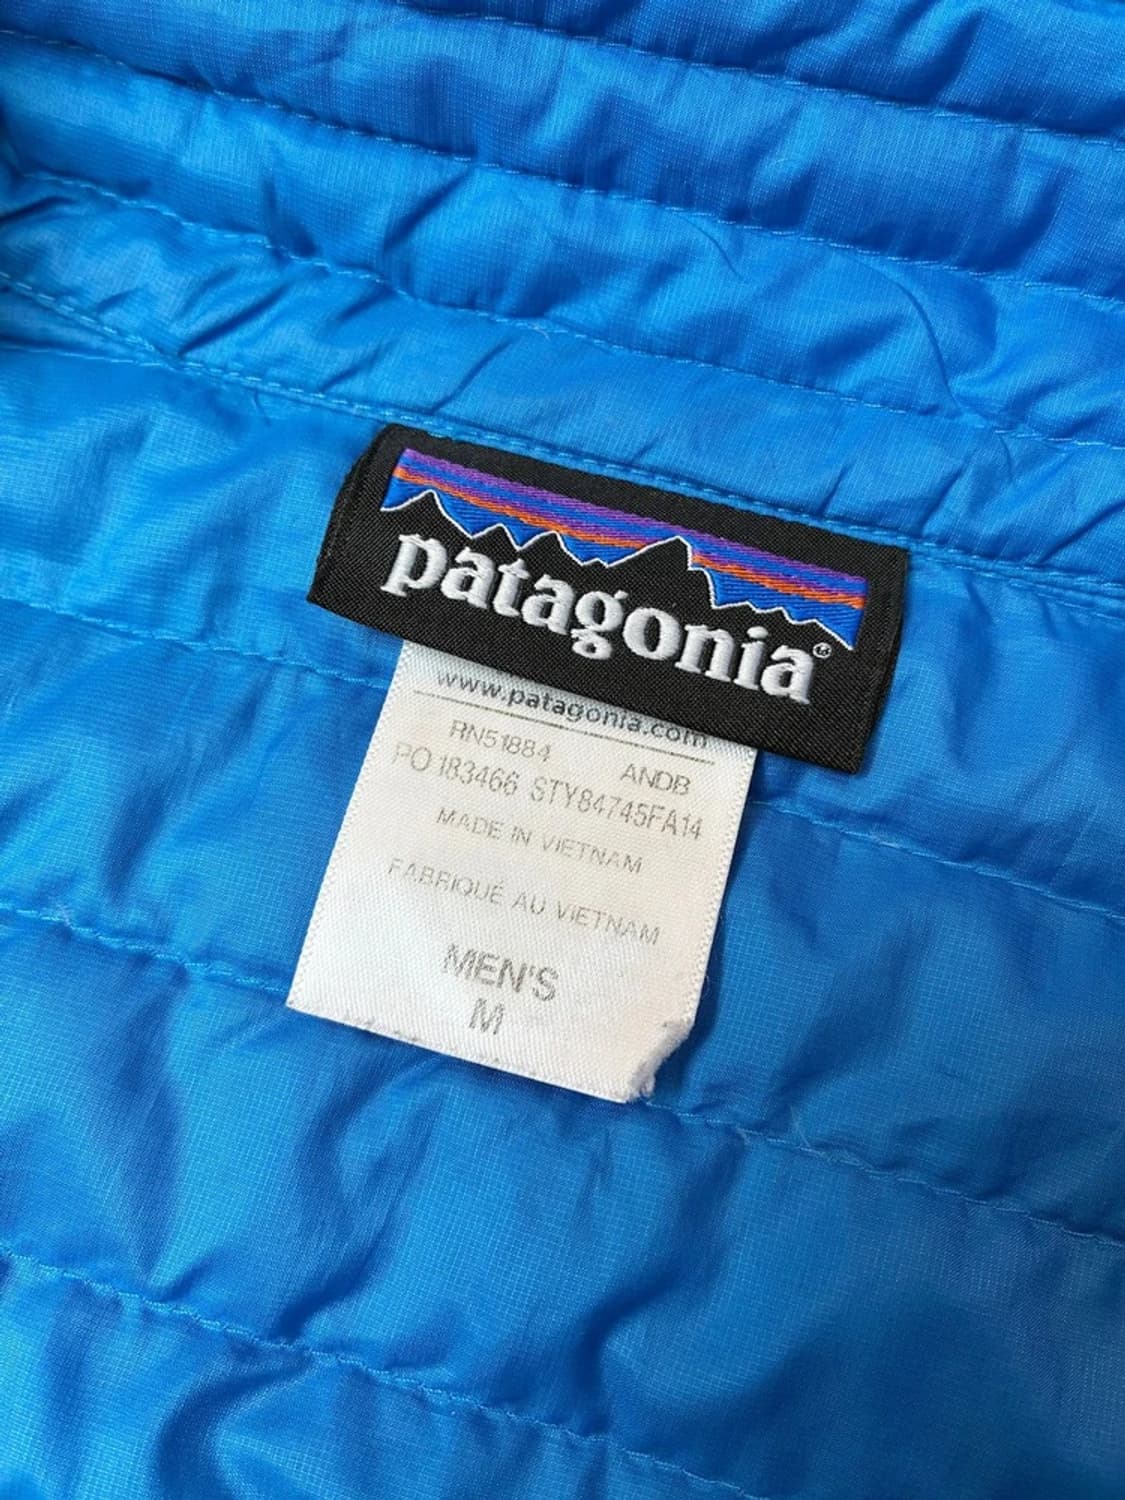 patagonia®
www.patagonia.com
RN51884 ANDB
PO 183466 STY84745FA14
MADE IN VIETNAM
FABRIQUÉ AU VIETNAM
MEN'S
M